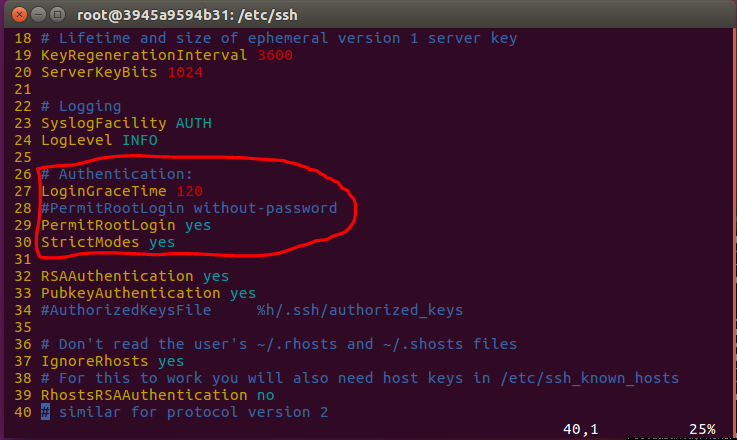 root@3945a9594b31: /etc/ssh
18 # Lifetime and size of ephemeral version 1 server key
19 KeyRegenerationInterval 3600
20 ServerKeyBits 1024
21
22 # Logging
23 SyslogFacility AUTH
24 LogLevel INFO
25
26 # Authentication:
27 LoginGraceTime 120
28 #PermitRootLogin without-password
29 PermitRootLogin yes
30 StrictModes yes
31
32 RSAAuthentication yes
33 PubkeyAuthentication yes
34 #AuthorizedKeysFile     %h/.ssh/authorized_keys
35
36 # Don't read the user's ~/.rhosts and ~/.shosts files
37 IgnoreRhosts yes
38 # For this to work you will also need host keys in /etc/ssh_known_hosts
39 RhostsRSAAuthentication no
40 # similar for protocol version 2
40,1 25%